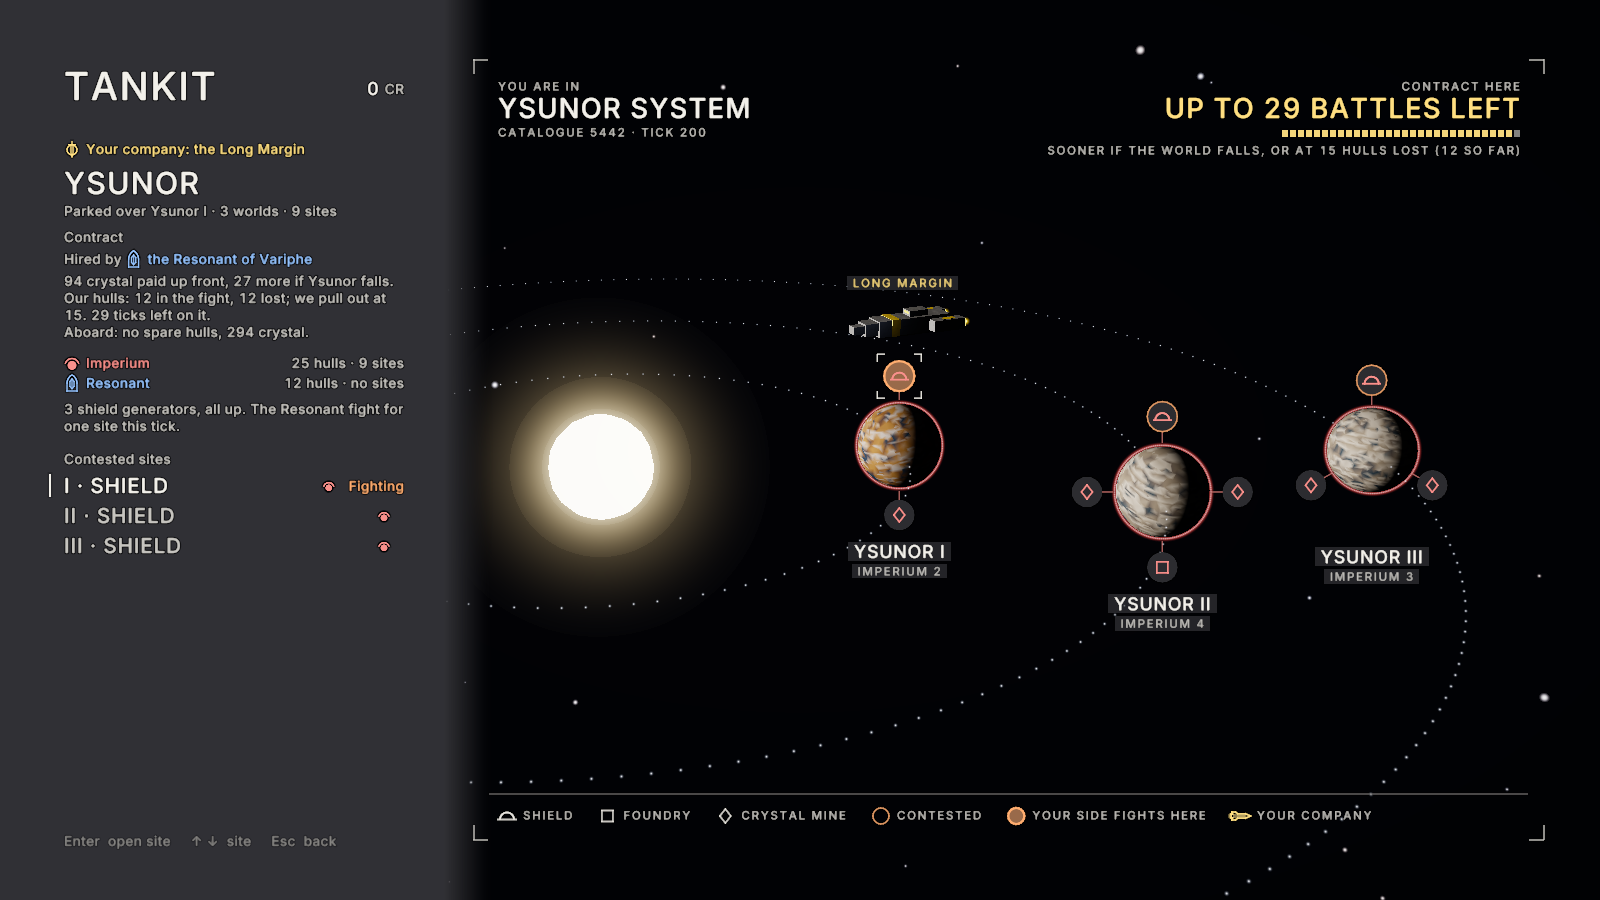 TANKIT
0 CR
Your company: the Long Margin
YSUNOR
Parked over Ysunor I · 3 worlds · 9 sites
Contract
Hired by the Resonant of Variphe
94 crystal paid up front, 27 more if Ysunor falls.
Our hulls: 12 in the fight, 12 lost; we pull out at
15. 29 ticks left on it.
Aboard: no spare hulls, 294 crystal.
Imperium 25 hulls · 9 sites
Resonant 12 hulls · no sites
3 shield generators, all up. The Resonant fight for
one site this tick.
Contested sites
I · SHIELD Fighting
II · SHIELD
III · SHIELD
Enter open site ↑↓ site Esc back
YOU ARE IN
YSUNOR SYSTEM
CATALOGUE 5442 · TICK 200
CONTRACT HERE
UP TO 29 BATTLES LEFT
SOONER IF THE WORLD FALLS, OR AT 15 HULLS LOST (12 SO FAR)
LONG MARGIN
YSUNOR I
IMPERIUM 2
YSUNOR II
IMPERIUM 4
YSUNOR III
IMPERIUM 3
SHIELD FOUNDRY CRYSTAL MINE CONTESTED YOUR SIDE FIGHTS HERE YOUR COMPANY